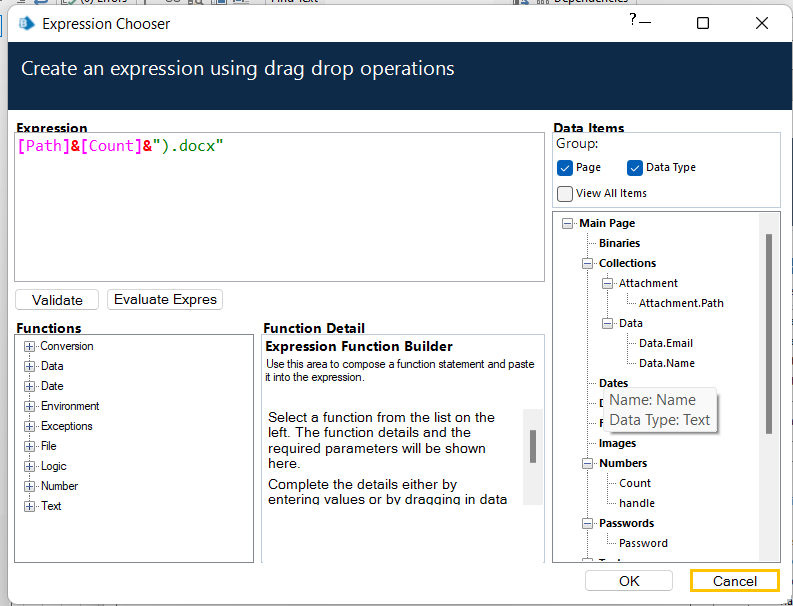 (0) Errors
Find Text
Dependencies
Expression Chooser
?
Create an expression using drag drop operations
Expression
[Path]&[Count]&").docx"
Validate
Evaluate Expres
Functions
Conversion
Data
Date
Environment
Exceptions
File
Logic
Number
Text
Function Detail
Expression Function Builder
Use this area to compose a function statement and paste
it into the expression.
Select a function from the list on the
left. The function details and the
required parameters will be shown
here.
Complete the details either by
entering values or by dragging in data
Data Items
Group:
Page
Data Type
View All Items
Main Page
Binaries
Collections
Attachment
Attachment.Path
Data
Data.Email
Data.Name
Dates
Name: Name
Data Type: Text
Images
Numbers
Count
handle
Passwords
Password
OK
Cancel